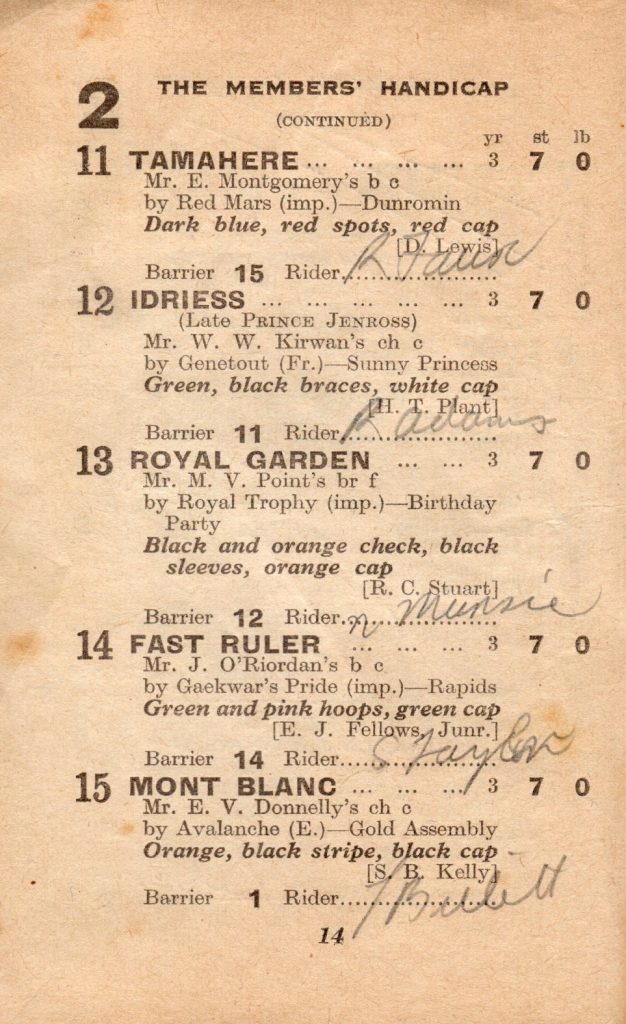 2 THE MEMBERS' HANDICAP
(CONTINUED)
yr st lb
11 TAMAHERE ... ... ... ... 3 7 0
Mr. E. Montgomery's b c
by Red Mars (imp.)—Dunromin
Dark blue, red spots, red cap
[D. Lewis]
Barrier 15 Rider R
12 IDRIESS ... ... ... ... ... 3 7 0
(Late PRINCE JENROSS)
Mr. W. W. Kirwan's ch c
by Genetout (Fr.)—Sunny Princess
Green, black braces, white cap
[H. T. Plant]
Barrier 11 Rider R adams
13 ROYAL GARDEN ... ... 3 7 0
Mr. M. V. Point's br f
by Royal Trophy (imp.)—Birthday
Party
Black and orange check, black
sleeves, orange cap
[R. C. Stuart]
Barrier 12 Rider n Munsie
14 FAST RULER ... ... ... 3 7 0
Mr. J. O'Riordan's b c
by Gaekwar's Pride (imp.)—Rapids
Green and pink hoops, green cap
[E. J. Fellows, Junr.]
Barrier 14 Rider S Taylor
15 MONT BLANC ... ... ... 3 7 0
Mr. E. V. Donnelly's ch c
by Avalanche (E.)—Gold Assembly
Orange, black stripe, black cap
[S. B. Kelly]
Barrier 1 Rider
14